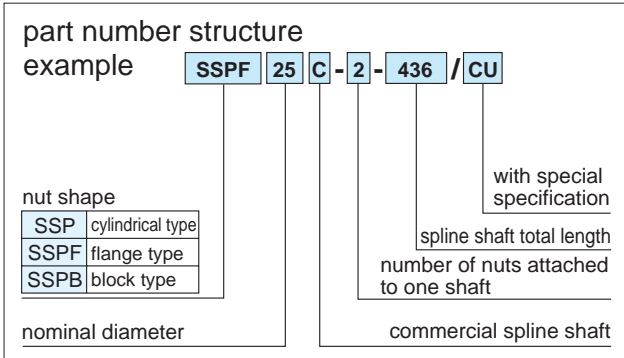 part number structure
example SSPF 25 C - 2 - 436 / CU
with special
specification
nut shape
SSP cylindrical type
SSPF flange type
SSPB block type
spline shaft total length
number of nuts attached
to one shaft
nominal diameter
commercial spline shaft